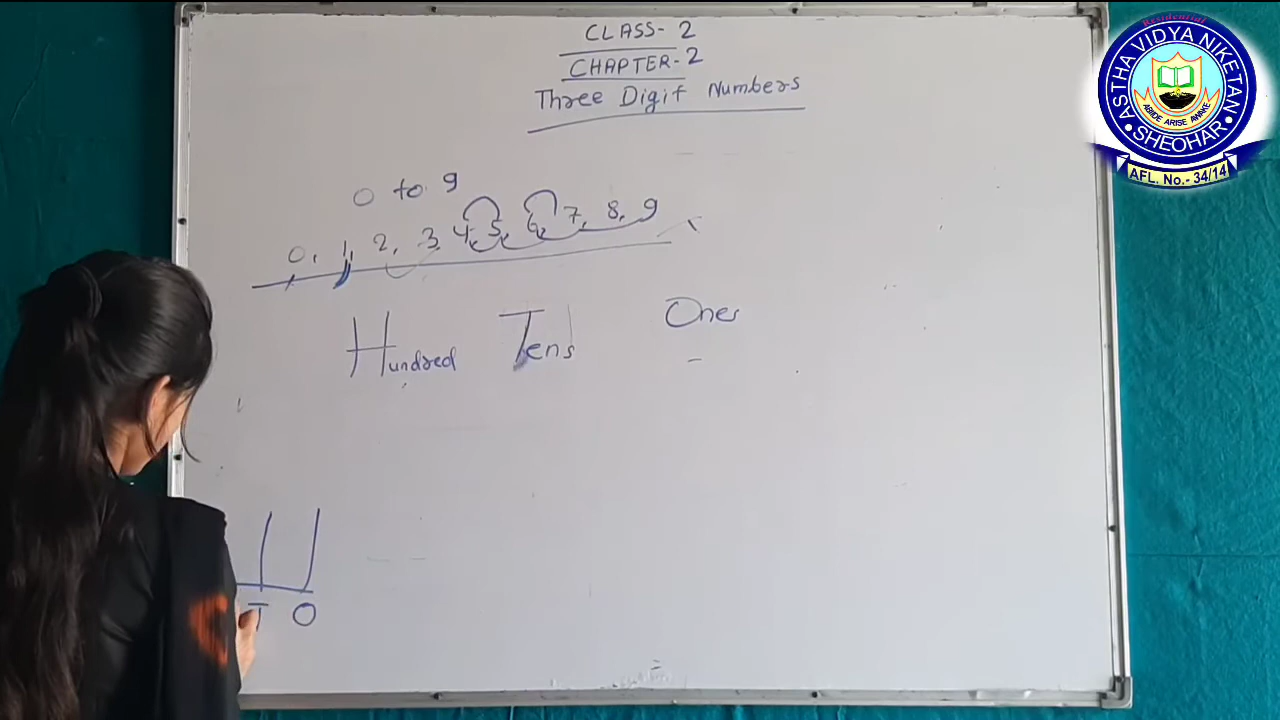 CLASS- 2
CHAPTER-2
Three Digit Numbers
0 to 9
0, 1, 2, 3, 4, 5, 6, 7, 8, 9
Hundred Tens Ones
T O
Residential
ASTHA VIDYA NIKETAN
ABIDE ARISE AWAKE
SHEOHAR
AFL. No.- 34/14